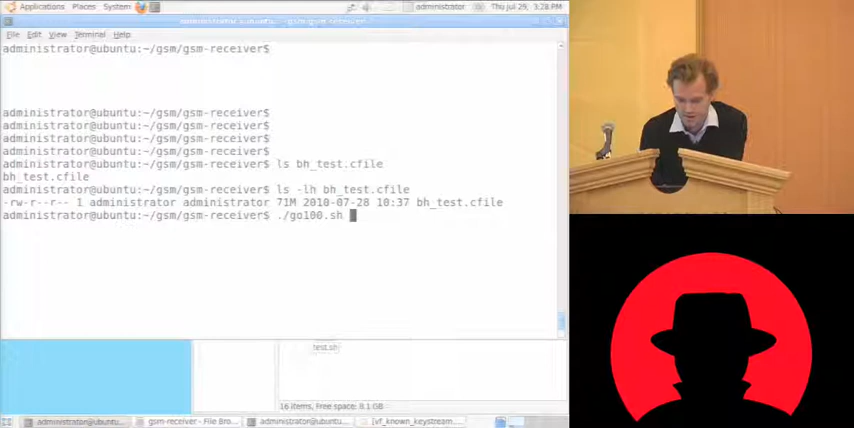 Applications Places System administrator Thu Jul 29, 3:28 PM
File Edit View Terminal Help
administrator@ubuntu:~/gsm/gsm-receiver$
administrator@ubuntu:~/gsm/gsm-receiver$
administrator@ubuntu:~/gsm/gsm-receiver$
administrator@ubuntu:~/gsm/gsm-receiver$
administrator@ubuntu:~/gsm/gsm-receiver$
administrator@ubuntu:~/gsm/gsm-receiver$ ls bh_test.cfile
bh_test.cfile
administrator@ubuntu:~/gsm/gsm-receiver$ ls -lh bh_test.cfile
-rw-r--r-- 1 administrator administrator 71M 2010-07-28 10:37 bh_test.cfile
administrator@ubuntu:~/gsm/gsm-receiver$ ./go100.sh
test.sh
16 items, Free space: 8.1 GB
administrator@ubuntu... gsm-receiver - File Bro... administrator@ubuntu... [vf_known_keystream...